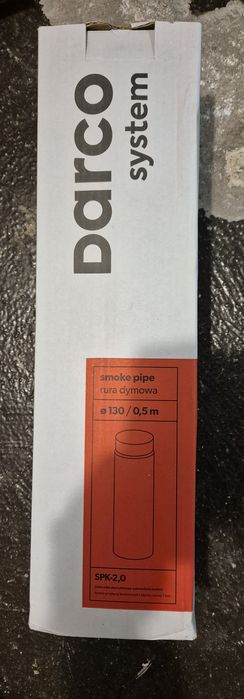 Darco
system
smoke pipe
rura dymowa
ø 130 / 0,5 m
SPK-2,0